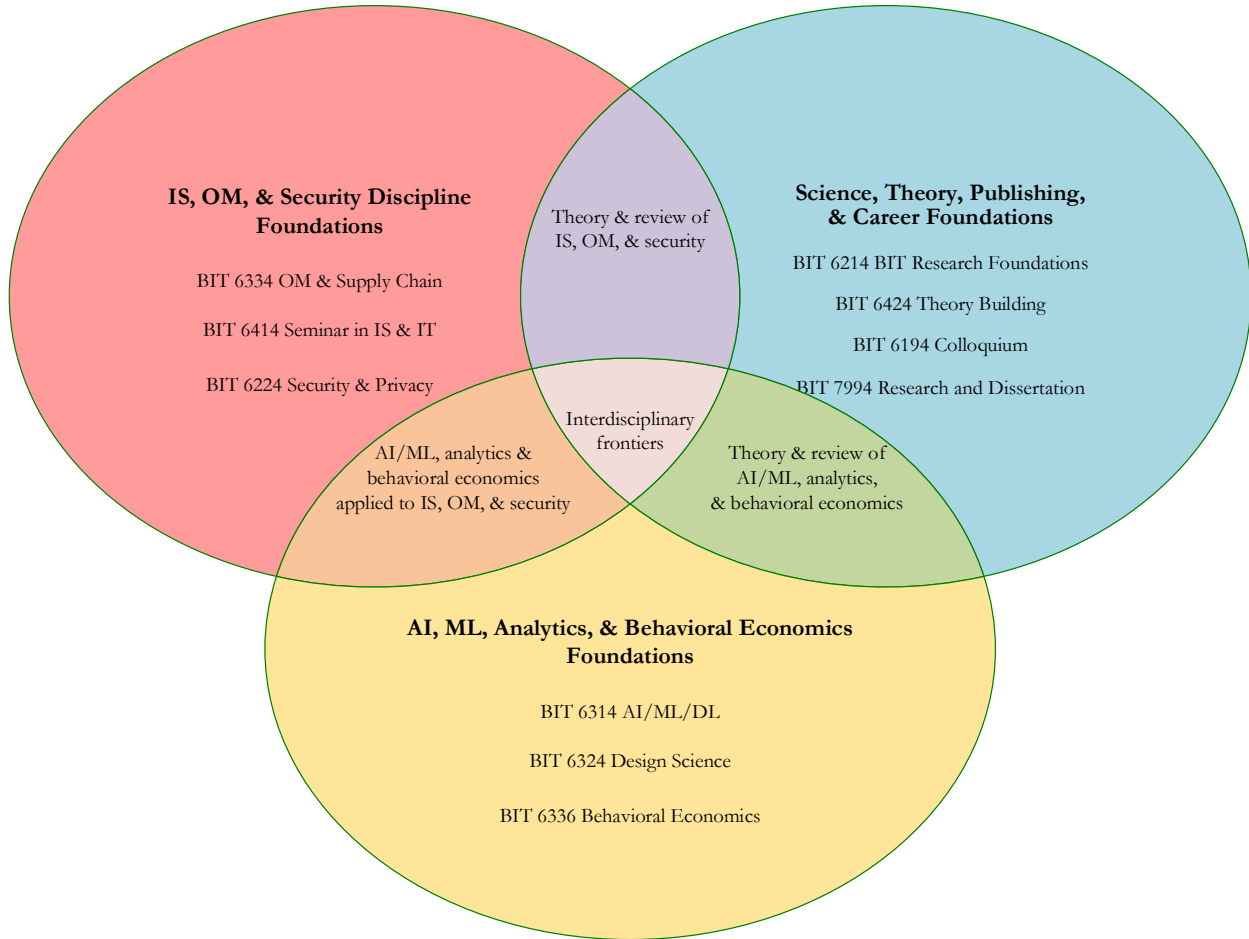 IS, OM, & Security Discipline
Foundations
BIT 6334 OM & Supply Chain
BIT 6414 Seminar in IS & IT
BIT 6224 Security & Privacy
Theory & review of
IS, OM, & security
Science, Theory, Publishing,
& Career Foundations
BIT 6214 BIT Research Foundations
BIT 6424 Theory Building
BIT 6194 Colloquium
BIT 7994 Research and Dissertation
AI/ML, analytics &
behavioral economics
applied to IS, OM, & security
Interdisciplinary
frontiers
Theory & review of
AI/ML, analytics,
& behavioral economics
AI, ML, Analytics, & Behavioral Economics
Foundations
BIT 6314 AI/ML/DL
BIT 6324 Design Science
BIT 6336 Behavioral Economics